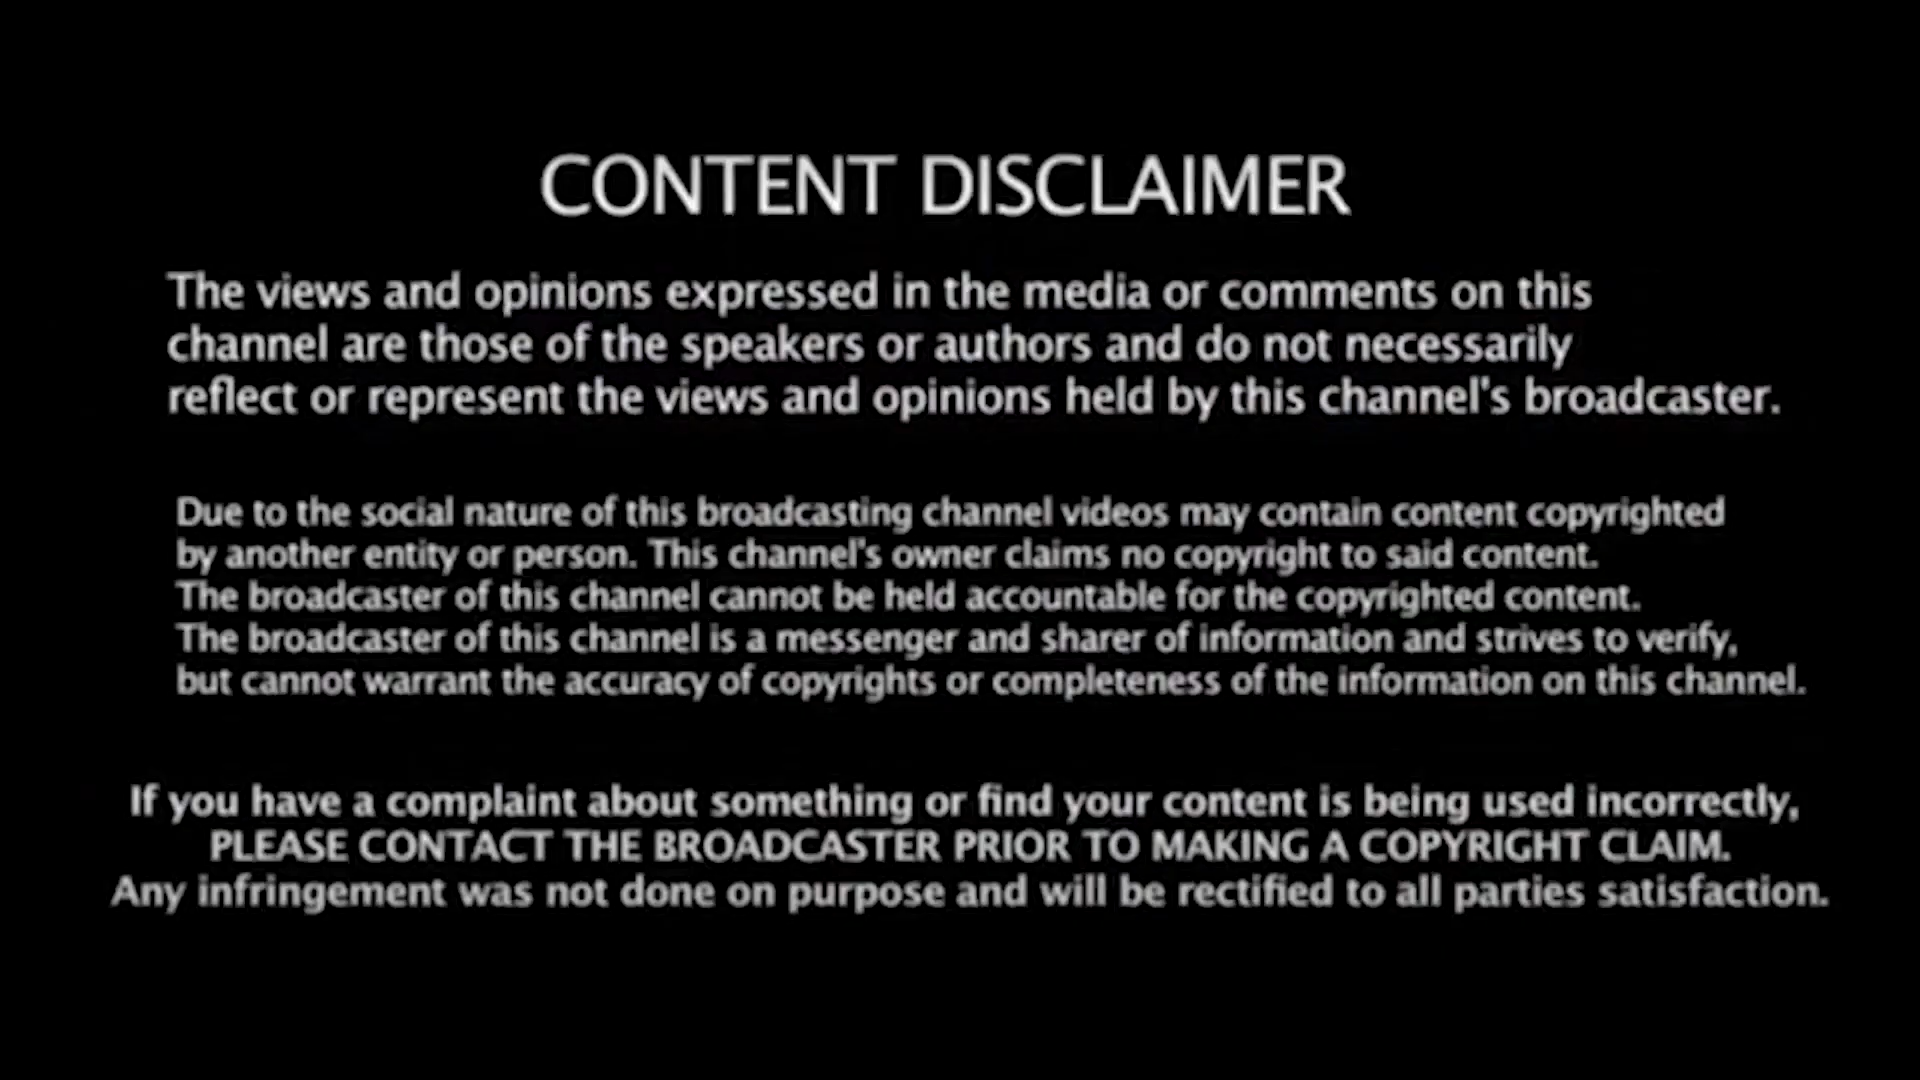 CONTENT DISCLAIMER
The views and opinions expressed in the media or comments on this
channel are those of the speakers or authors and do not necessarily
reflect or represent the views and opinions held by this channel's broadcaster.
Due to the social nature of this broadcasting channel videos may contain content copyrighted
by another entity or person. This channel's owner claims no copyright to said content.
The broadcaster of this channel cannot be held accountable for the copyrighted content.
The broadcaster of this channel is a messenger and sharer of information and strives to verify,
but cannot warrant the accuracy of copyrights or completeness of the information on this channel.
If you have a complaint about something or find your content is being used incorrectly,
PLEASE CONTACT THE BROADCASTER PRIOR TO MAKING A COPYRIGHT CLAIM.
Any infringement was not done on purpose and will be rectified to all parties satisfaction.